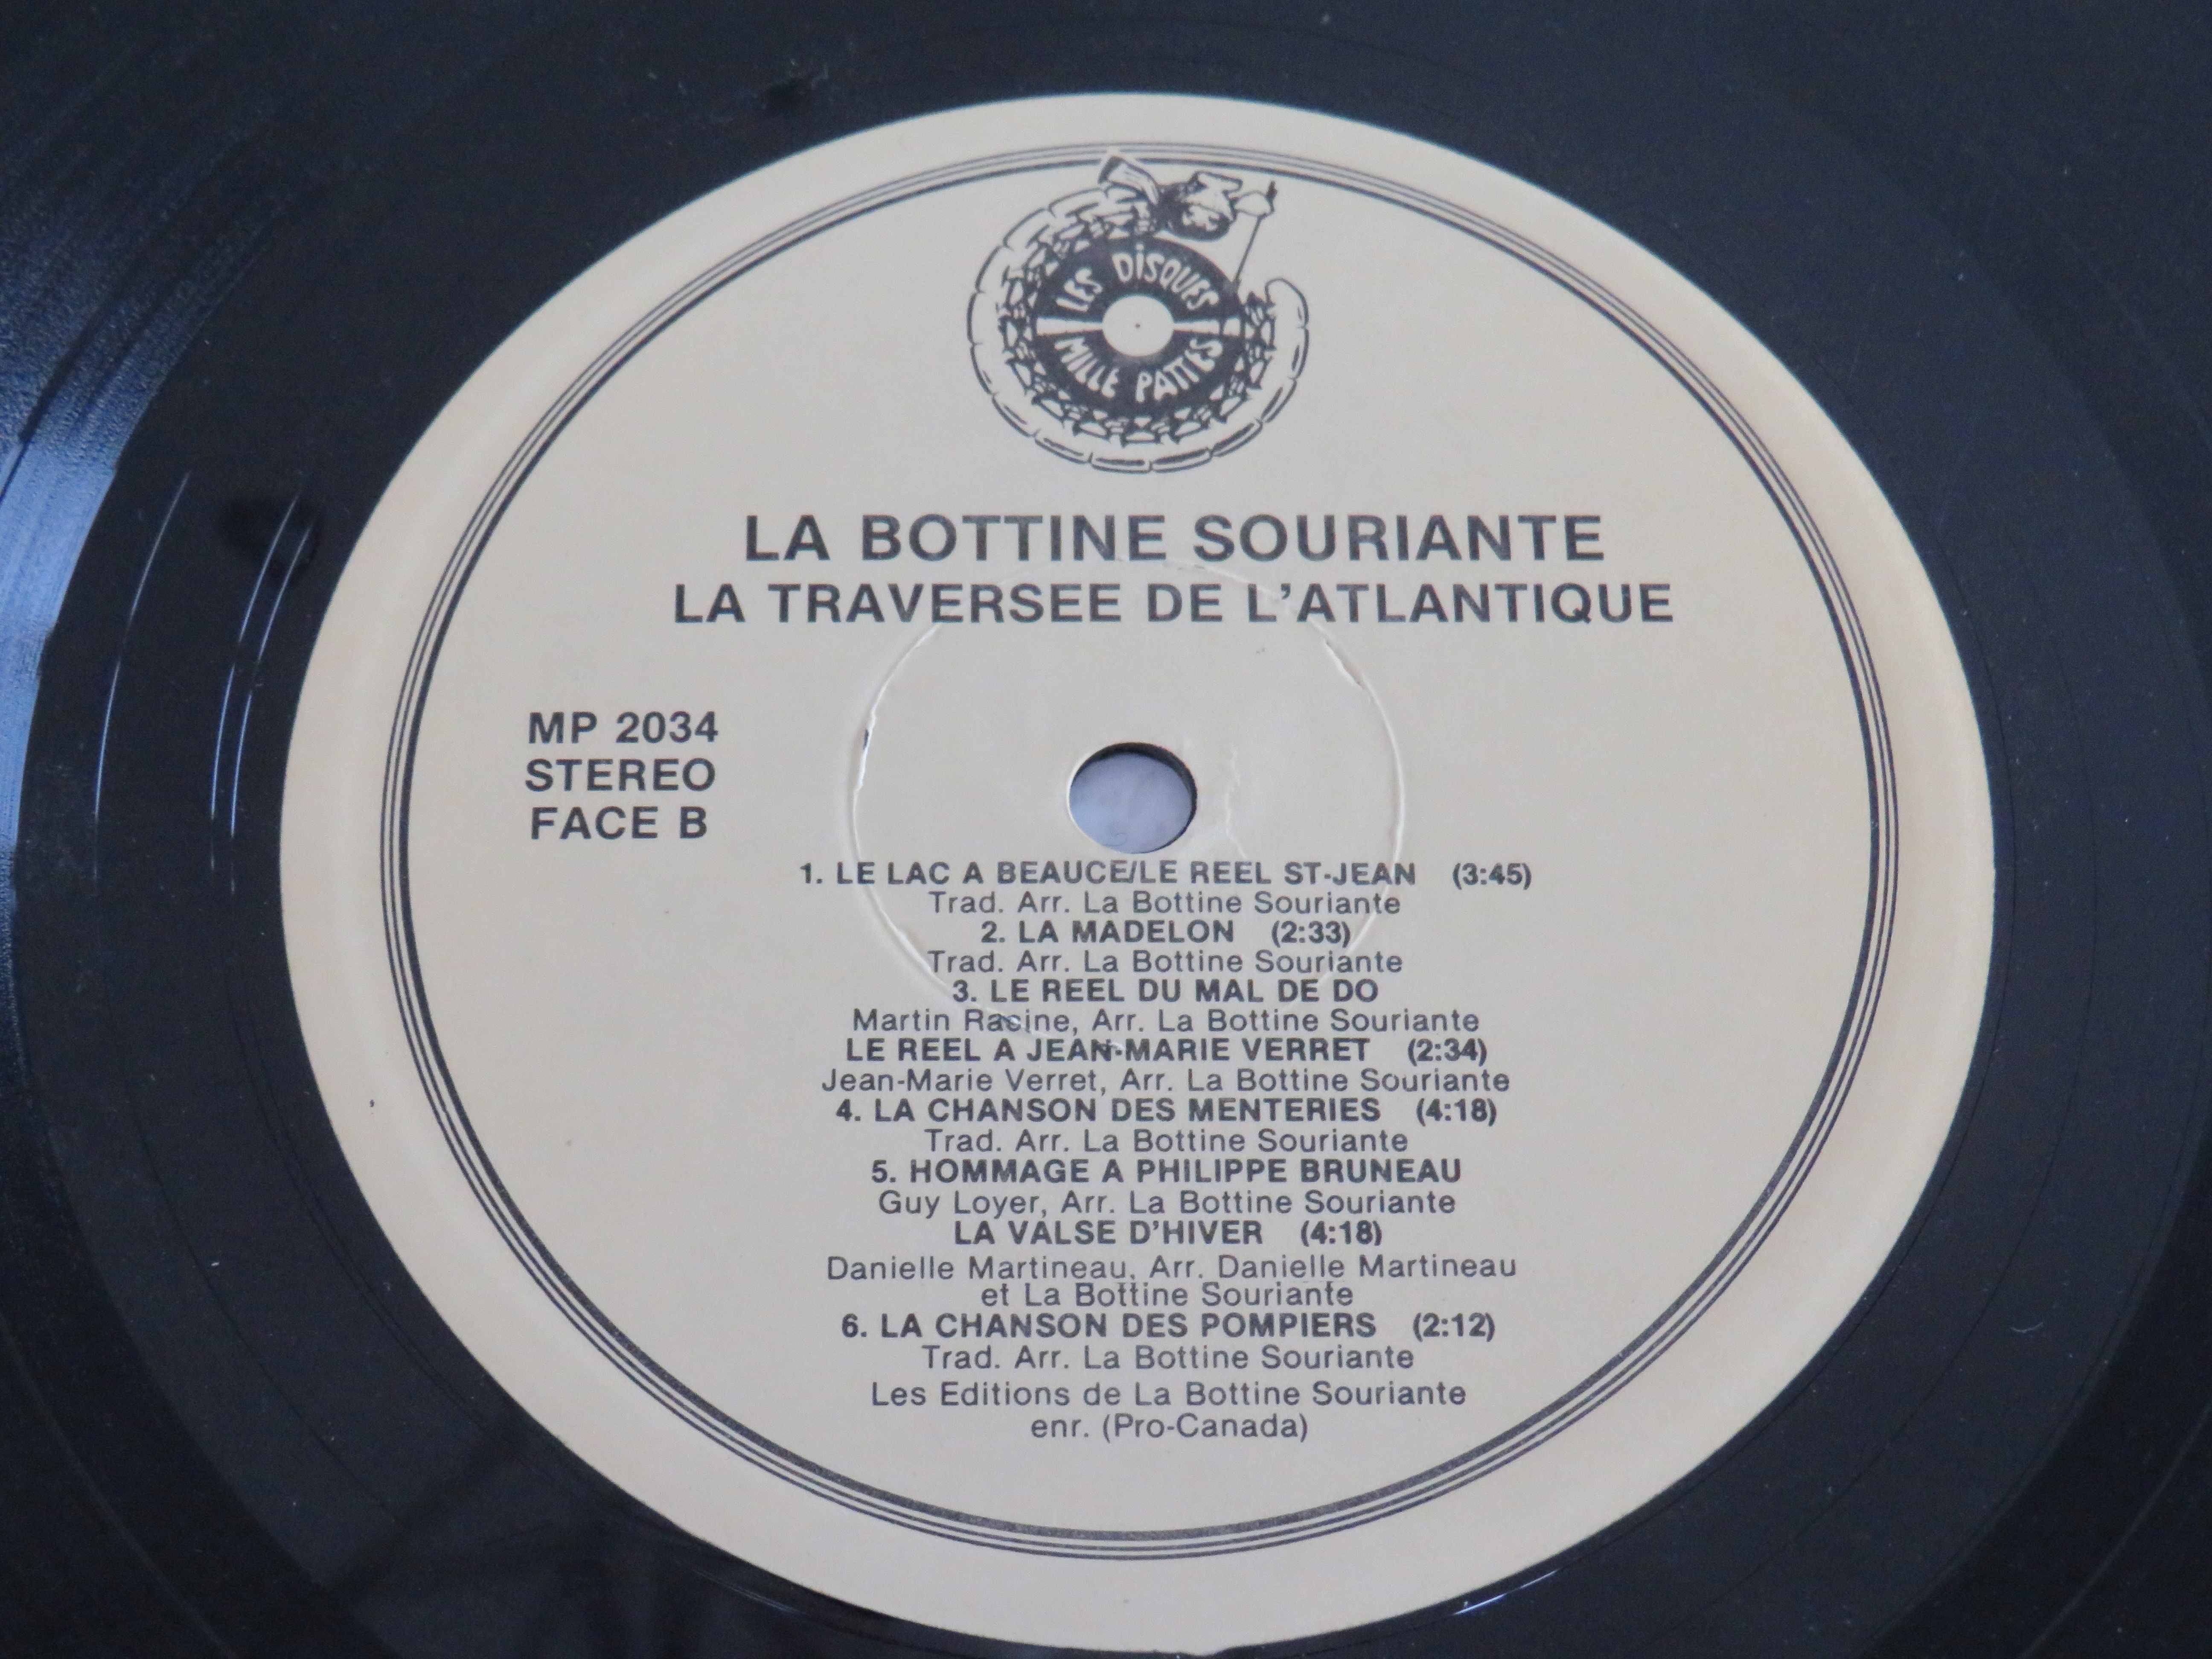 LES DISQUES
MILLE PATTES
LA BOTTINE SOURIANTE
LA TRAVERSEE DE L'ATLANTIQUE
MP 2034
STEREO
FACE B
1. LE LAC A BEAUCE/LE REEL ST-JEAN (3:45)
Trad. Arr. La Bottine Souriante
2. LA MADELON (2:33)
Trad. Arr. La Bottine Souriante
3. LE REEL DU MAL DE DO
Martin Racine, Arr. La Bottine Souriante
LE REEL A JEAN-MARIE VERRET (2:34)
Jean-Marie Verret, Arr. La Bottine Souriante
4. LA CHANSON DES MENTERIES (4:18)
Trad. Arr. La Bottine Souriante
5. HOMMAGE A PHILIPPE BRUNEAU
Guy Loyer, Arr. La Bottine Souriante
LA VALSE D'HIVER (4:18)
Danielle Martineau, Arr. Danielle Martineau
et La Bottine Souriante
6. LA CHANSON DES POMPIERS (2:12)
Trad. Arr. La Bottine Souriante
Les Editions de La Bottine Souriante
enr. (Pro-Canada)